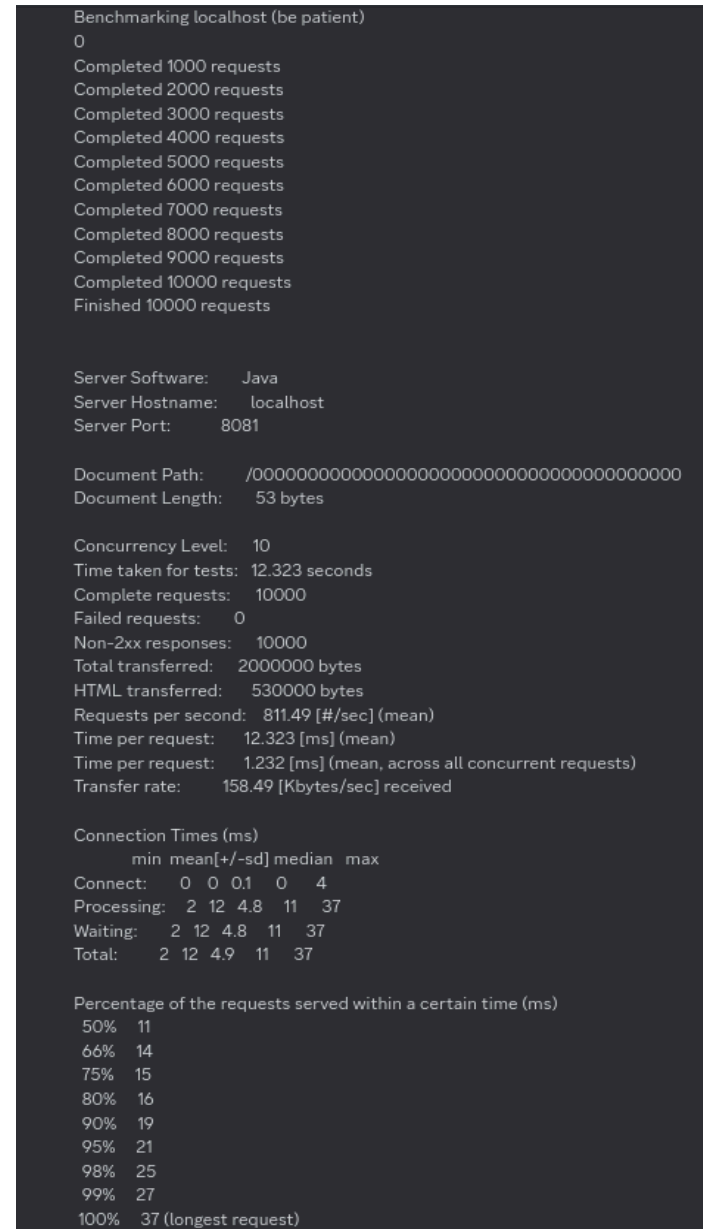 Benchmarking localhost (be patient)
0
Completed 1000 requests
Completed 2000 requests
Completed 3000 requests
Completed 4000 requests
Completed 5000 requests
Completed 6000 requests
Completed 7000 requests
Completed 8000 requests
Completed 9000 requests
Completed 10000 requests
Finished 10000 requests
Server Software: Java
Server Hostname: localhost
Server Port: 8081
Document Path: /0000000000000000000000000000000000000000
Document Length: 53 bytes
Concurrency Level: 10
Time taken for tests: 12.323 seconds
Complete requests: 10000
Failed requests: 0
Non-2xx responses: 10000
Total transferred: 2000000 bytes
HTML transferred: 530000 bytes
Requests per second: 811.49 [#/sec] (mean)
Time per request: 12.323 [ms] (mean)
Time per request: 1.232 [ms] (mean, across all concurrent requests)
Transfer rate: 158.49 [Kbytes/sec] received
Connection Times (ms)
min mean[+/-sd] median max
Connect: 0 0 0.1 0 4
Processing: 2 12 4.8 11 37
Waiting: 2 12 4.8 11 37
Total: 2 12 4.9 11 37
Percentage of the requests served within a certain time (ms)
50% 11
66% 14
75% 15
80% 16
90% 19
95% 21
98% 25
99% 27
100% 37 (longest request)